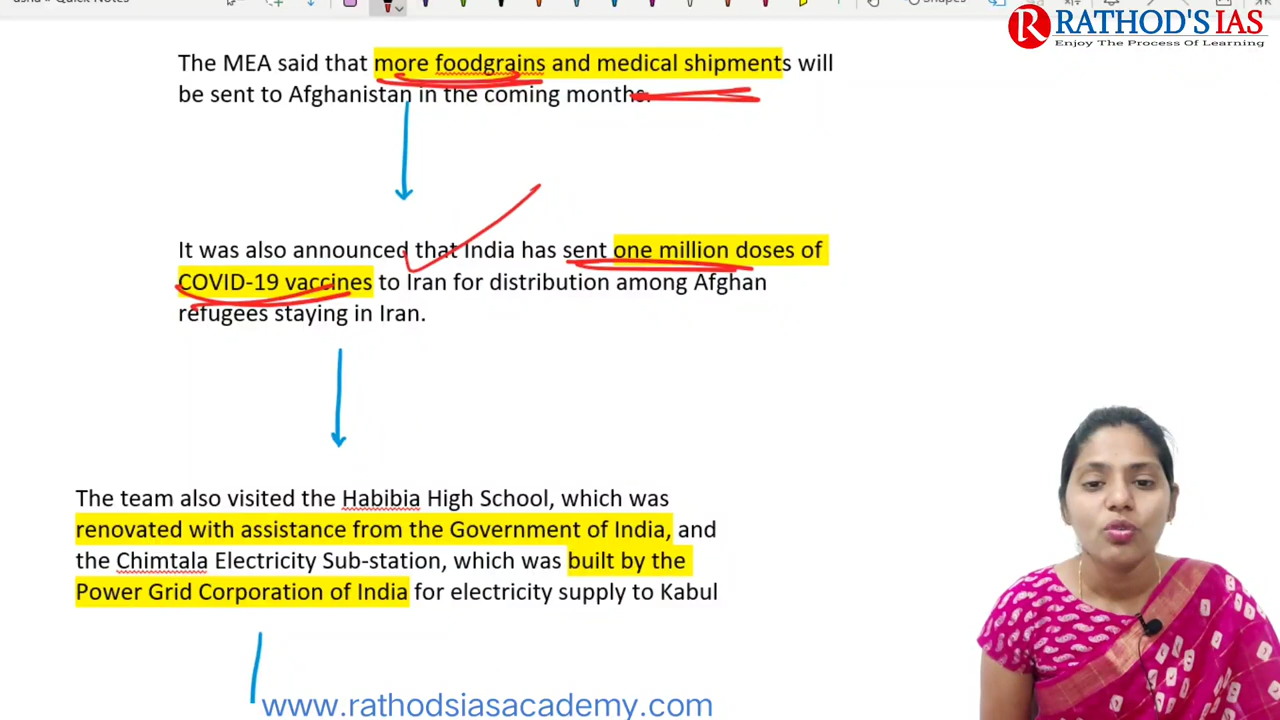 usha » Quick Notes
Shapes
RATHOD'S IAS
Enjoy The Process Of Learning
The MEA said that more foodgrains and medical shipments will
be sent to Afghanistan in the coming months.
It was also announced that India has sent one million doses of
COVID-19 vaccines to Iran for distribution among Afghan
refugees staying in Iran.
The team also visited the Habibia High School, which was
renovated with assistance from the Government of India, and
the Chimtala Electricity Sub-station, which was built by the
Power Grid Corporation of India for electricity supply to Kabul
www.rathodsiasacademy.com